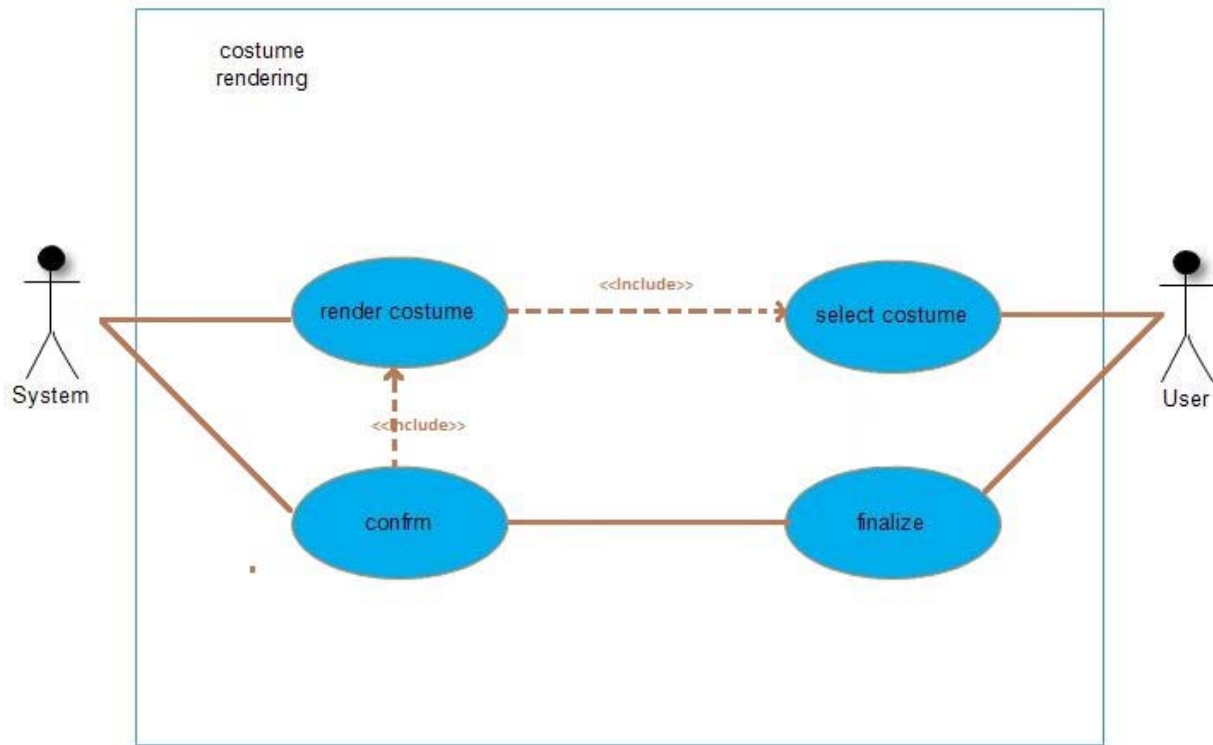 costume
rendering
<<Include>>
render costume
select costume
System
User
<<Include>>
confrm
finalize